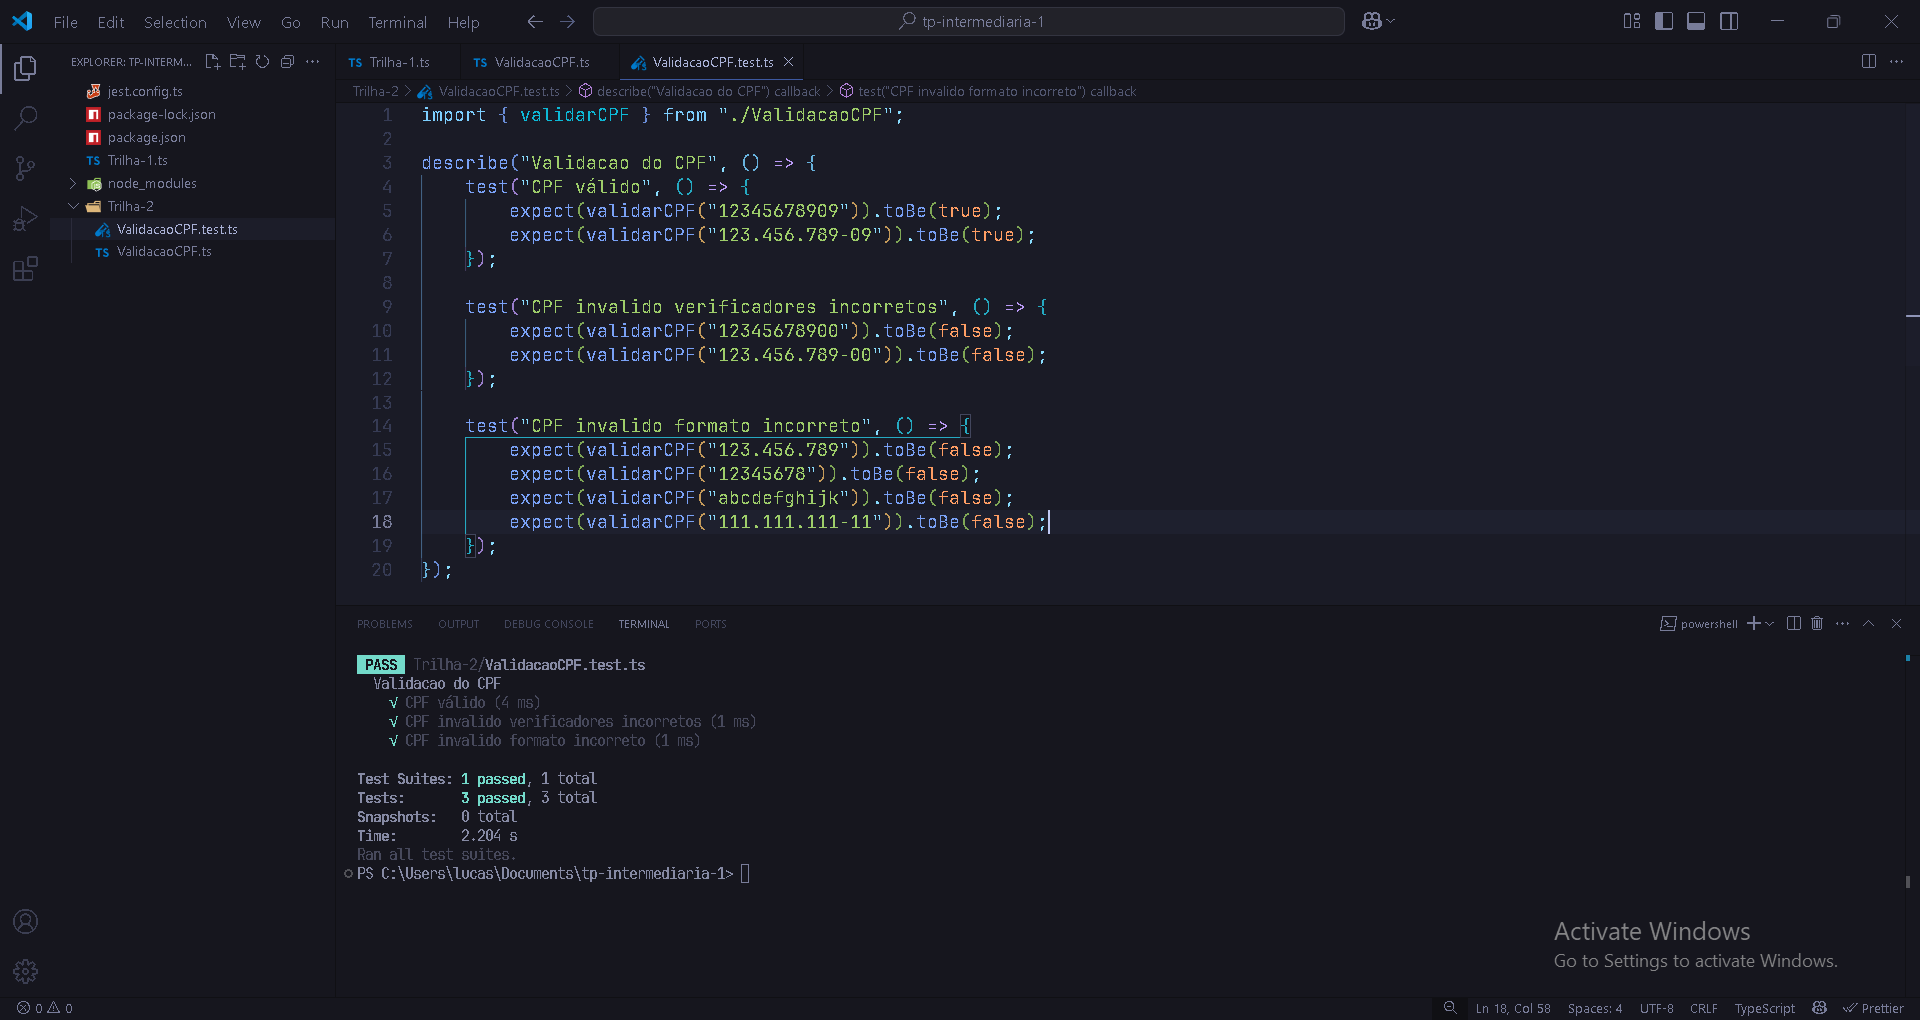 File Edit Selection View Go Run Terminal Help
tp-intermediaria-1
EXPLORER: TP-INTERM...
jest.config.ts
package-lock.json
package.json
TS Trilha-1.ts
node_modules
Trilha-2
ValidacaoCPF.test.ts
TS ValidacaoCPF.ts
TS Trilha-1.ts TS ValidacaoCPF.ts ValidacaoCPF.test.ts
Trilha-2 > ValidacaoCPF.test.ts > describe("Validacao do CPF") callback > test("CPF invalido formato incorreto") callback
1 import { validarCPF } from "./ValidacaoCPF";
2
3 describe("Validacao do CPF", () => {
4 test("CPF válido", () => {
5 expect(validarCPF("12345678909")).toBe(true);
6 expect(validarCPF("123.456.789-09")).toBe(true);
7 });
8
9 test("CPF invalido verificadores incorretos", () => {
10 expect(validarCPF("12345678900")).toBe(false);
11 expect(validarCPF("123.456.789-00")).toBe(false);
12 });
13
14 test("CPF invalido formato incorreto", () => {
15 expect(validarCPF("123.456.789")).toBe(false);
16 expect(validarCPF("12345678")).toBe(false);
17 expect(validarCPF("abcdefghijk")).toBe(false);
18 expect(validarCPF("111.111.111-11")).toBe(false);
19 });
20 });
PROBLEMS OUTPUT DEBUG CONSOLE TERMINAL PORTS
powershell
PASS Trilha-2/ValidacaoCPF.test.ts
Validacao do CPF
√ CPF válido (4 ms)
√ CPF invalido verificadores incorretos (1 ms)
√ CPF invalido formato incorreto (1 ms)
Test Suites: 1 passed, 1 total
Tests: 3 passed, 3 total
Snapshots: 0 total
Time: 2.204 s
Ran all test suites.
PS C:\Users\lucas\Documents\tp-intermediaria-1>
Activate Windows
Go to Settings to activate Windows.
0 0
Ln 18, Col 58 Spaces: 4 UTF-8 CRLF TypeScript Prettier